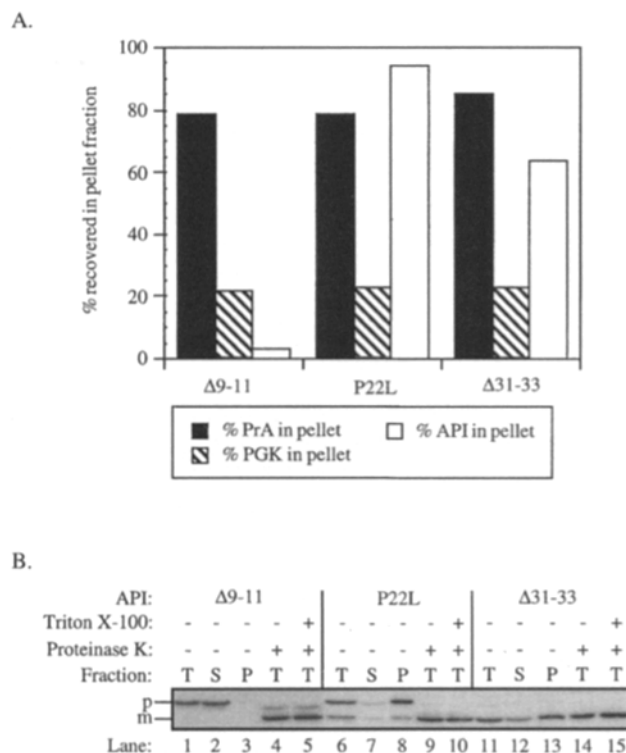 A.
100
80
60
40
20
0
% recovered in pellet fraction
Δ9-11 P22L Δ31-33
% PrA in pellet % API in pellet
% PGK in pellet
B.
API: Δ9-11 P22L Δ31-33
Triton X-100: - - - - + - - - - + - - - - +
Proteinase K: - - - + + - - - + + - - - + +
Fraction: T S P T T T S P T T T S P T T
p
m
Lane: 1 2 3 4 5 6 7 8 9 10 11 12 13 14 15